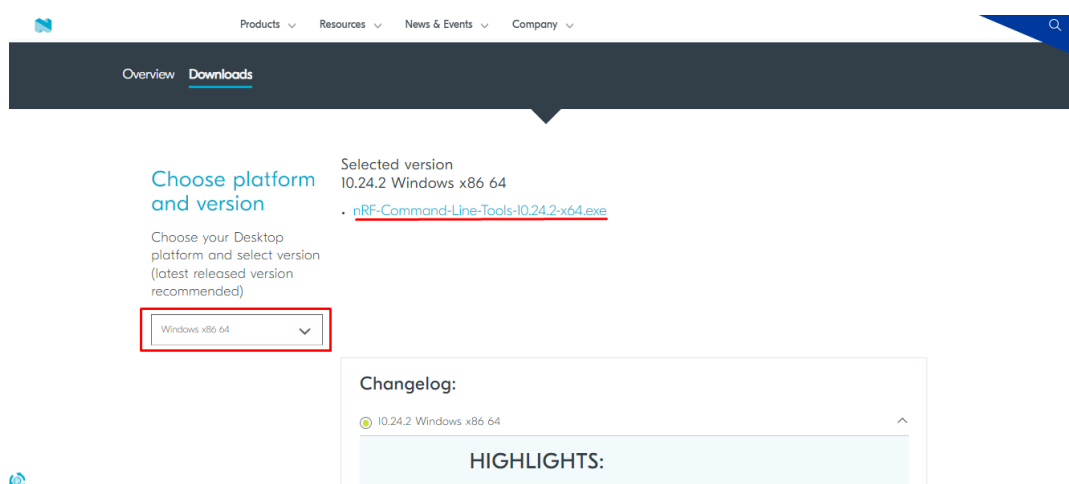 Products Resources News & Events Company
Overview Downloads
Choose platform
and version
Choose your Desktop
platform and select version
(latest released version
recommended)
Windows x86 64
Selected version
10.24.2 Windows x86 64
• nRF-Command-Line-Tools-10.24.2-x64.exe
Changelog:
10.24.2 Windows x86 64
HIGHLIGHTS: